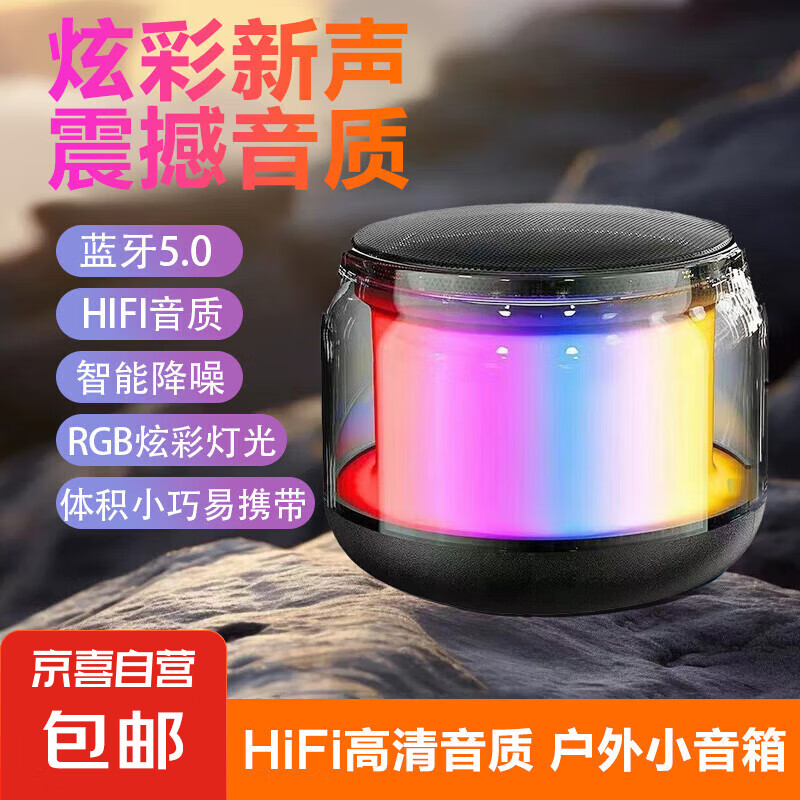 炫彩新声
震撼音质
蓝牙5.0
HIFI音质
智能降噪
RGB炫彩灯光
体积小巧易携带
京喜自营
包邮
HiFi高清音质 户外小音箱